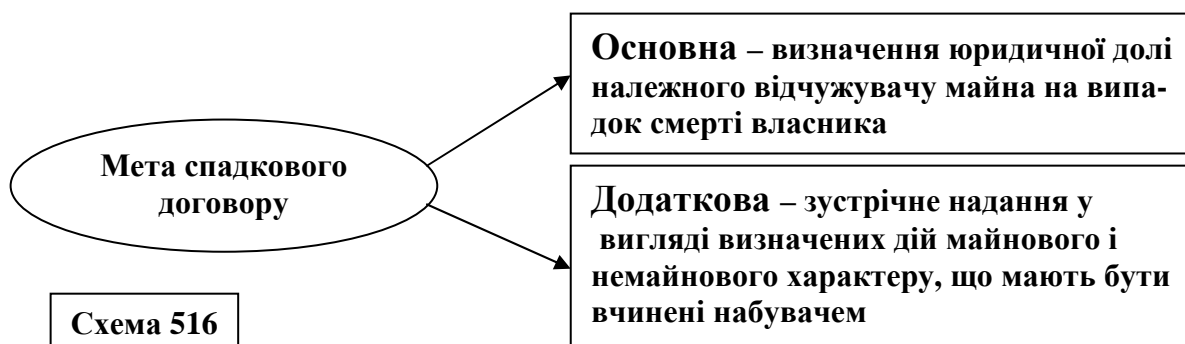 Мета спадкового
договору
Основна – визначення юридичної долі
належного відчужувачу майна на випа-
док смерті власника
Додаткова – зустрічне надання у
вигляді визначених дій майнового і
немайнового характеру, що мають бути
вчинені набувачем
Схема 516